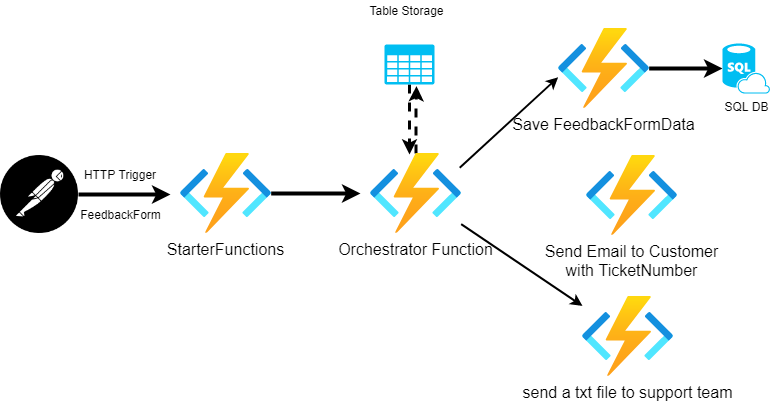 Table Storage
SQL
SQL DB
Save FeedbackFormData
HTTP Trigger
FeedbackForm
StarterFunctions
Orchestrator Function
Send Email to Customer
with TicketNumber
send a txt file to support team